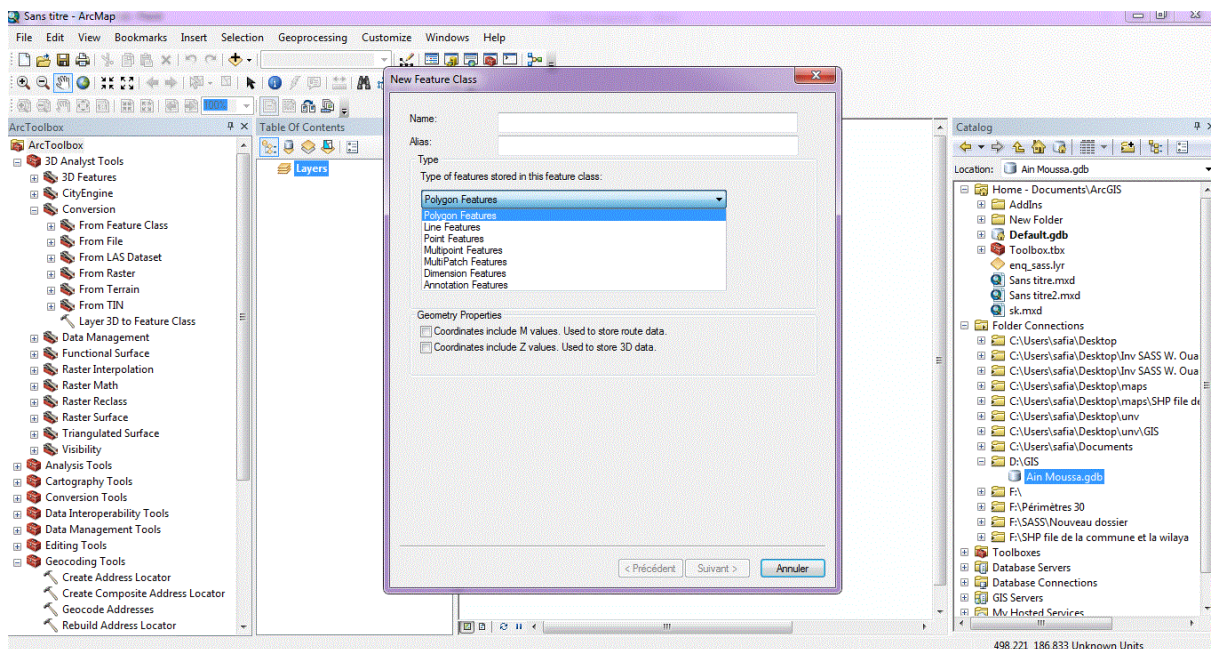 Sans titre - ArcMap
File Edit View Bookmarks Insert Selection Geoprocessing Customize Windows Help
100%
ArcToolbox
ArcToolbox
3D Analyst Tools
3D Features
CityEngine
Conversion
From Feature Class
From File
From LAS Dataset
From Raster
From Terrain
From TIN
Layer 3D to Feature Class
Data Management
Functional Surface
Raster Interpolation
Raster Math
Raster Reclass
Raster Surface
Triangulated Surface
Visibility
Analysis Tools
Cartography Tools
Conversion Tools
Data Interoperability Tools
Data Management Tools
Editing Tools
Geocoding Tools
Create Address Locator
Create Composite Address Locator
Geocode Addresses
Rebuild Address Locator
Table Of Contents
Layers
New Feature Class
Name:
Alias:
Type
Type of features stored in this feature class:
Polygon Features
Polygon Features
Line Features
Point Features
Multipoint Features
MultiPatch Features
Dimension Features
Annotation Features
Geometry Properties
Coordinates include M values. Used to store route data.
Coordinates include Z values. Used to store 3D data.
< Précédent Suivant > Annuler
Catalog
Location: Ain Moussa.gdb
Home - Documents\ArcGIS
AddIns
New Folder
Default.gdb
Toolbox.tbx
enq_sass.lyr
Sans titre.mxd
Sans titre2.mxd
sk.mxd
Folder Connections
C:\Users\safia\Desktop
C:\Users\safia\Desktop\Inv SASS W. Oua
C:\Users\safia\Desktop\Inv SASS W. Oua
C:\Users\safia\Desktop\maps
C:\Users\safia\Desktop\maps\SHP file de
C:\Users\safia\Desktop\unv
C:\Users\safia\Desktop\unv\GIS
C:\Users\safia\Documents
D:\GIS
Ain Moussa.gdb
F:\
F:\Périmètres 30
F:\SASS\Nouveau dossier
F:\SHP file de la commune et la wilaya
Toolboxes
Database Servers
Database Connections
GIS Servers
My Hosted Services
498,221 186,833 Unknown Units